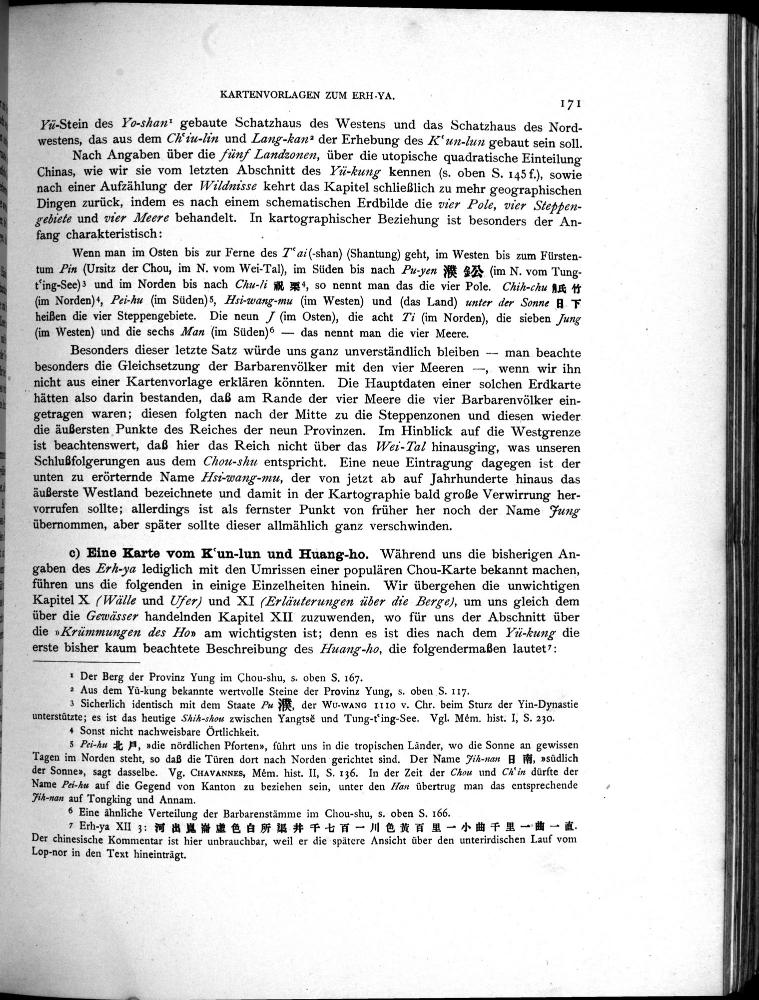 KARTENVORLAGEN ZUM ERH-YA.
171
Yü-Stein des Yo-shan¹ gebaute Schatzhaus des Westens und das Schatzhaus des Nord-
westens, das aus dem Chʿiu-lin und Lang-kan² der Erhebung des Kʿun-lun gebaut sein soll.
Nach Angaben über die fünf Landzonen, über die utopische quadratische Einteilung
Chinas, wie wir sie vom letzten Abschnitt des Yü-kung kennen (s. oben S. 145 f.), sowie
nach einer Aufzählung der Wildnisse kehrt das Kapitel schließlich zu mehr geographischen
Dingen zurück, indem es nach einem schematischen Erdbilde die vier Pole, vier Steppen-
gebiete und vier Meere behandelt. In kartographischer Beziehung ist besonders der An-
fang charakteristisch:
Wenn man im Osten bis zur Ferne des Tʿai (-shan) (Shantung) geht, im Westen bis zum Fürsten-
tum Pin (Ursitz der Chou, im N. vom Wei-Tal), im Süden bis nach Pu-yen 濮 鈆 (im N. vom Tung-
tʿing-See)³ und im Norden bis nach Chu-li 祝 栗⁴, so nennt man das die vier Pole. Chih-chu 觚 竹
(im Norden)⁴, Pei-hu (im Süden)⁵, Hsi-wang-mu (im Westen) und (das Land) unter der Sonne 日 下
heißen die vier Steppengebiete. Die neun J (im Osten), die acht Ti (im Norden), die sieben Jung
(im Westen) und die sechs Man (im Süden)⁶ — das nennt man die vier Meere.
Besonders dieser letzte Satz würde uns ganz unverständlich bleiben — man beachte
besonders die Gleichsetzung der Barbarenvölker mit den vier Meeren —, wenn wir ihn
nicht aus einer Kartenvorlage erklären könnten. Die Hauptdaten einer solchen Erdkarte
hätten also darin bestanden, daß am Rande der vier Meere die vier Barbarenvölker ein-
getragen waren; diesen folgten nach der Mitte zu die Steppenzonen und diesen wieder
die äußersten Punkte des Reiches der neun Provinzen. Im Hinblick auf die Westgrenze
ist beachtenswert, daß hier das Reich nicht über das Wei-Tal hinausging, was unseren
Schlußfolgerungen aus dem Chou-shu entspricht. Eine neue Eintragung dagegen ist der
unten zu erörternde Name Hsi-wang-mu, der von jetzt ab auf Jahrhunderte hinaus das
äußerste Westland bezeichnete und damit in der Kartographie bald große Verwirrung her-
vorrufen sollte; allerdings ist als fernster Punkt von früher her noch der Name Jung
übernommen, aber später sollte dieser allmählich ganz verschwinden.
c) Eine Karte vom Kʿun-lun und Huang-ho. Während uns die bisherigen An-
gaben des Erh-ya lediglich mit den Umrissen einer populären Chou-Karte bekannt machen,
führen uns die folgenden in einige Einzelheiten hinein. Wir übergehen die unwichtigen
Kapitel X (Wälle und Ufer) und XI (Erläuterungen über die Berge), um uns gleich dem
über die Gewässer handelnden Kapitel XII zuzuwenden, wo für uns der Abschnitt über
die »Krümmungen des Ho» am wichtigsten ist; denn es ist dies nach dem Yü-kung die
erste bisher kaum beachtete Beschreibung des Huang-ho, die folgendermaßen lautet⁷:
¹ Der Berg der Provinz Yung im Chou-shu, s. oben S. 167.
² Aus dem Yü-kung bekannte wertvolle Steine der Provinz Yung, s. oben S. 117.
³ Sicherlich identisch mit dem Staate Pu 濮, der WU-WANG 1110 v. Chr. beim Sturz der Yin-Dynastie
unterstützte; es ist das heutige Shih-shou zwischen Yangtsĕ und Tung-tʿing-See. Vgl. Mém. hist. I, S. 230.
⁴ Sonst nicht nachweisbare Örtlichkeit.
⁵ Pei-hu 北 戶, »die nördlichen Pforten», führt uns in die tropischen Länder, wo die Sonne an gewissen
Tagen im Norden steht, so daß die Türen dort nach Norden gerichtet sind. Der Name Jih-nan 日 南, »südlich
der Sonne», sagt dasselbe. Vg. CHAVANNES, Mém. hist. II, S. 136. In der Zeit der Chou und Chʿin dürfte der
Name Pei-hu auf die Gegend von Kanton zu beziehen sein, unter den Han übertrug man das entsprechende
Jih-nan auf Tongking und Annam.
⁶ Eine ähnliche Verteilung der Barbarenstämme im Chou-shu, s. oben S. 166.
⁷ Erh-ya XII 3: 河 出 崑 崙 虛 色 白 所 渠 幷 千 七 百 一 川 色 黃 百 里 一 小 曲 千 里 一 曲 一 直.
Der chinesische Kommentar ist hier unbrauchbar, weil er die spätere Ansicht über den unterirdischen Lauf vom
Lop-nor in den Text hineinträgt.